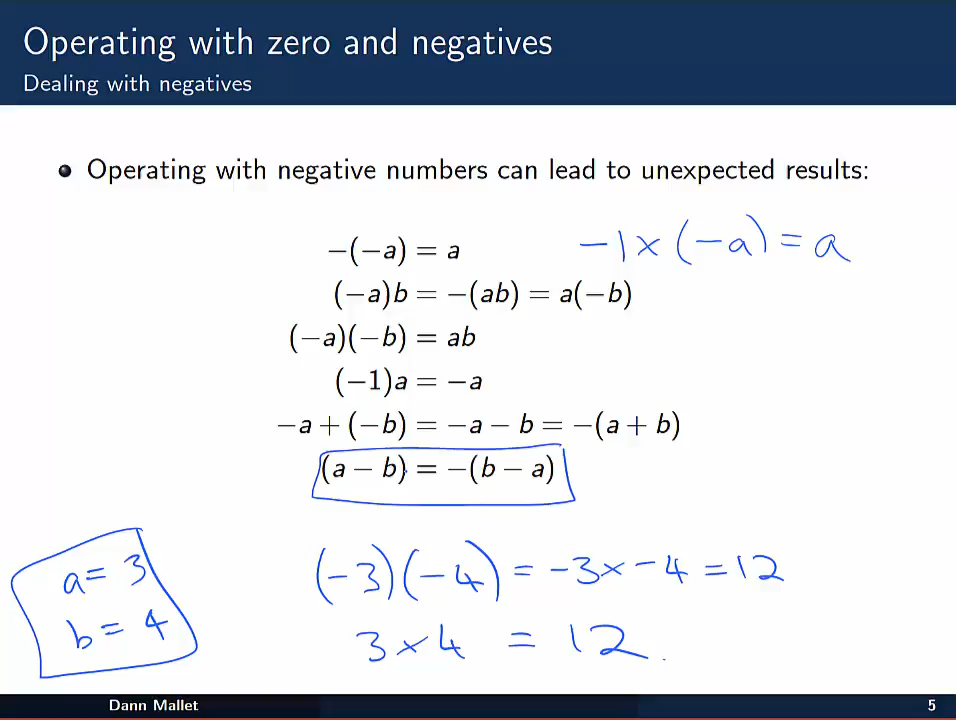 Operating with zero and negatives
Dealing with negatives
Operating with negative numbers can lead to unexpected results:
−(−a) = a
−1 × (−a) = a
(−a)b = −(ab) = a(−b)
(−a)(−b) = ab
(−1)a = −a
−a + (−b) = −a − b = −(a + b)
(a − b) = −(b − a)
a = 3
b = 4
(−3)(−4) = −3 × −4 = 12
3 × 4 = 12.
Dann Mallet
5